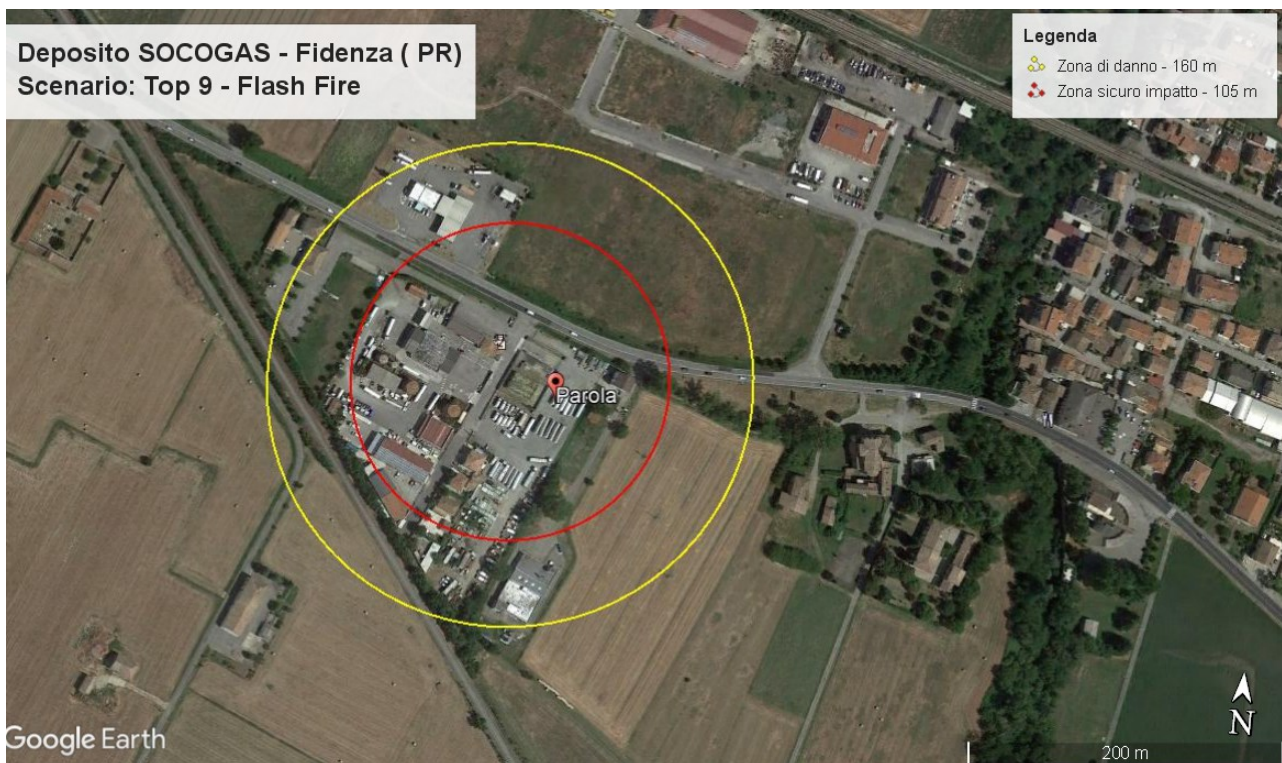 Deposito SOCOGAS - Fidenza ( PR)
Scenario: Top 9 - Flash Fire
Legenda
Zona di danno - 160 m
Zona sicuro impatto - 105 m
Parola
N
Google Earth
200 m